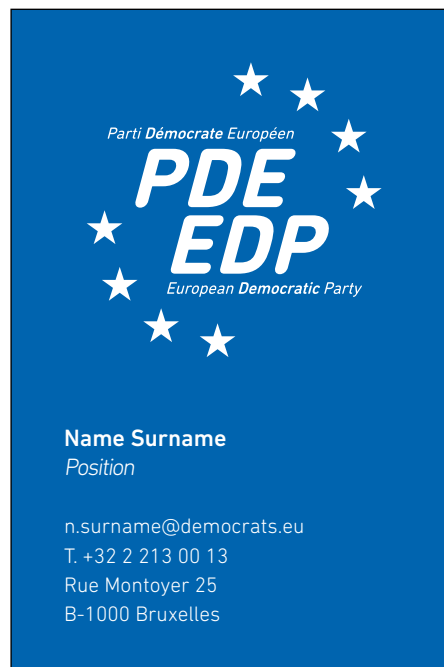 Parti Démocrate Européen
PDE
EDP
European Democratic Party
Name Surname
Position
n.surname@democrats.eu
T. +32 2 213 00 13
Rue Montoyer 25
B-1000 Bruxelles